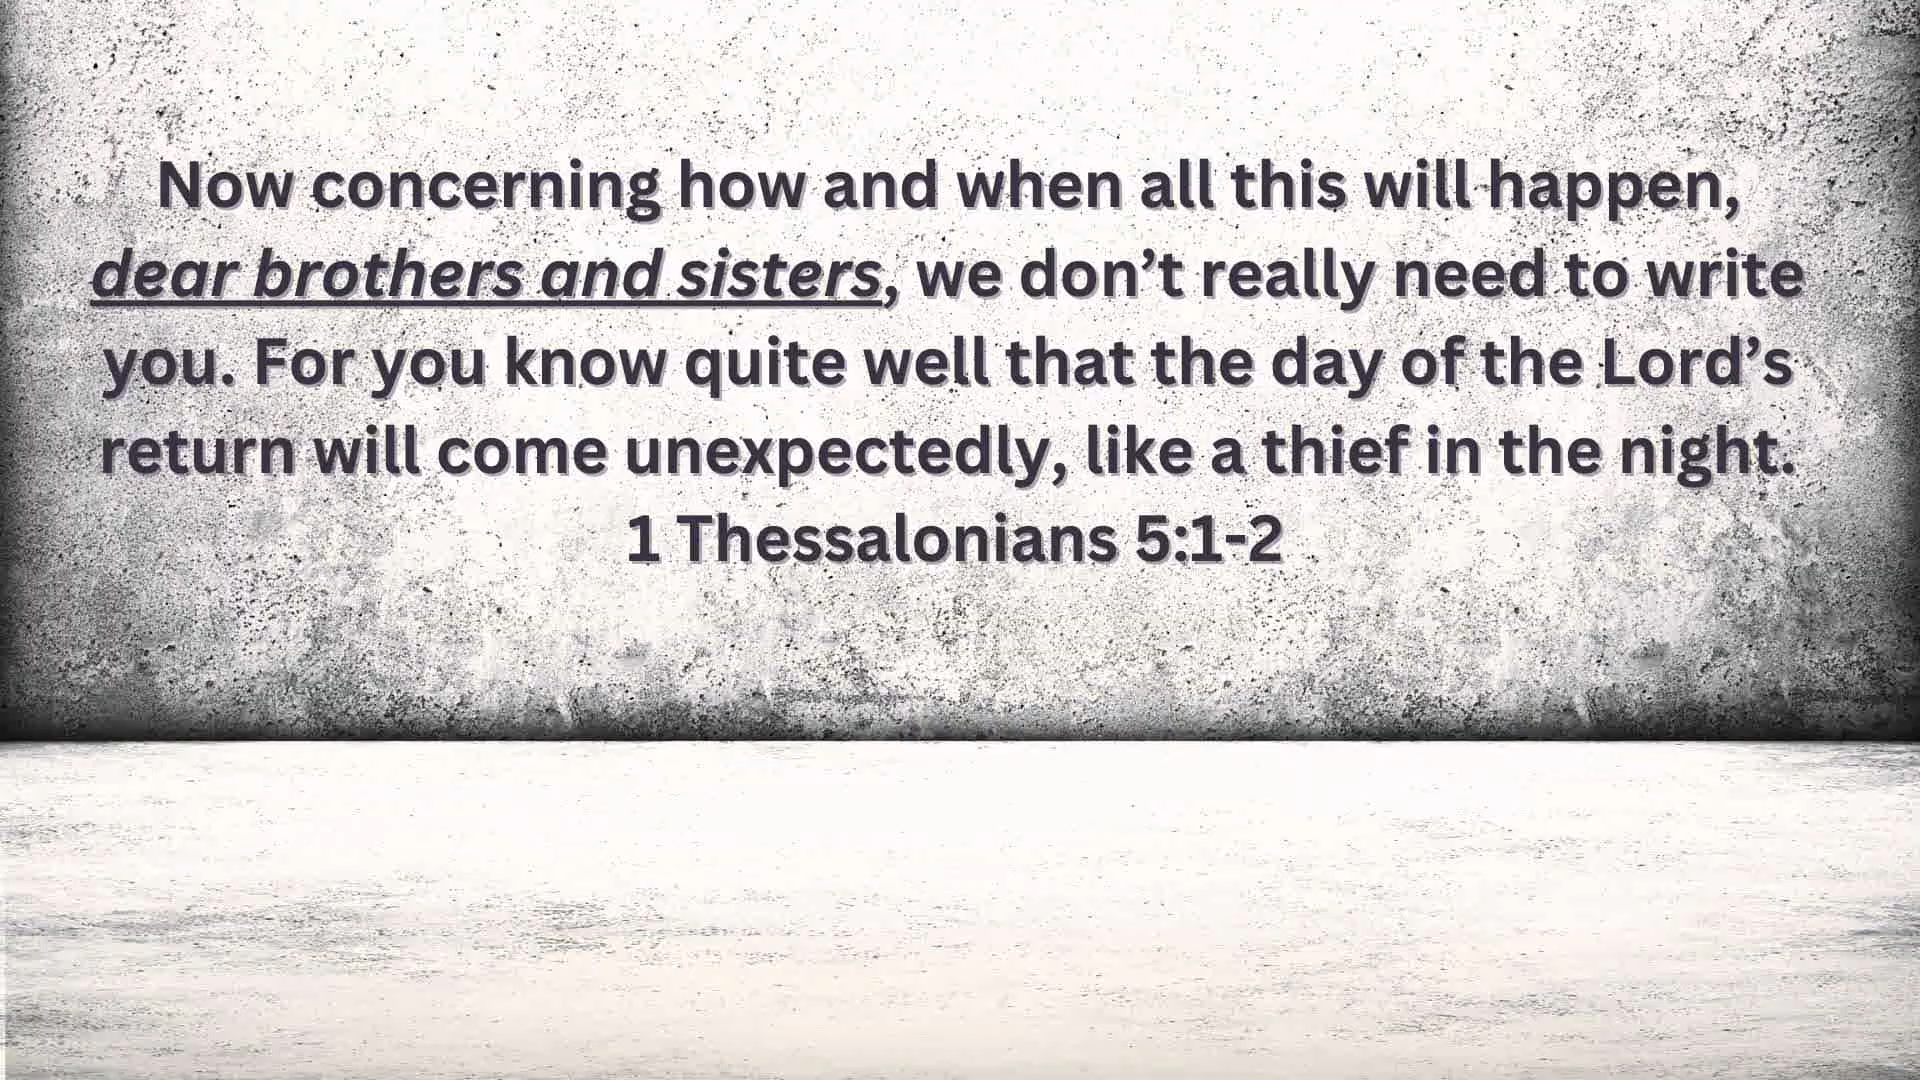 Now concerning how and when all this will happen,
dear brothers and sisters, we don’t really need to write
you. For you know quite well that the day of the Lord’s
return will come unexpectedly, like a thief in the night.
1 Thessalonians 5:1-2